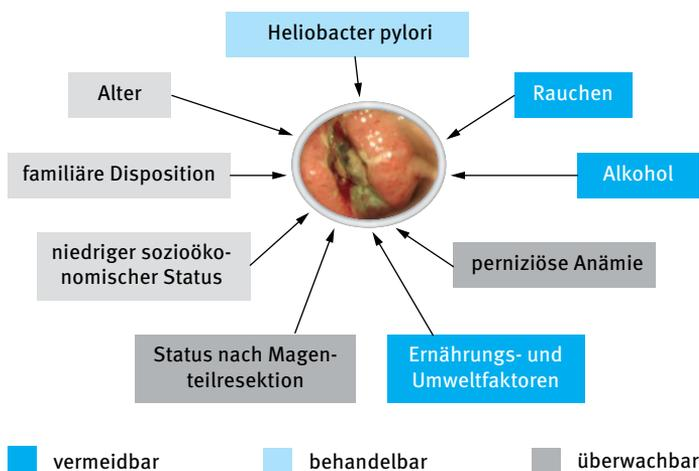 Heliobacter pylori
Alter
Rauchen
familiäre Disposition
Alkohol
niedriger sozioöko-
nomischer Status
perniziöse Anämie
Status nach Magen-
teilresektion
Ernährungs- und
Umweltfaktoren
vermeidbar
behandelbar
überwachbar